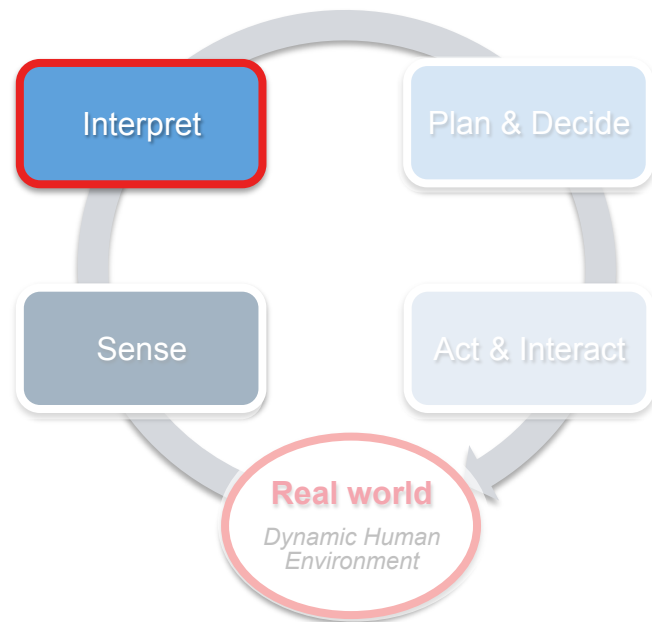 Interpret
Plan & Decide
Sense
Act & Interact
Real world
Dynamic Human
Environment